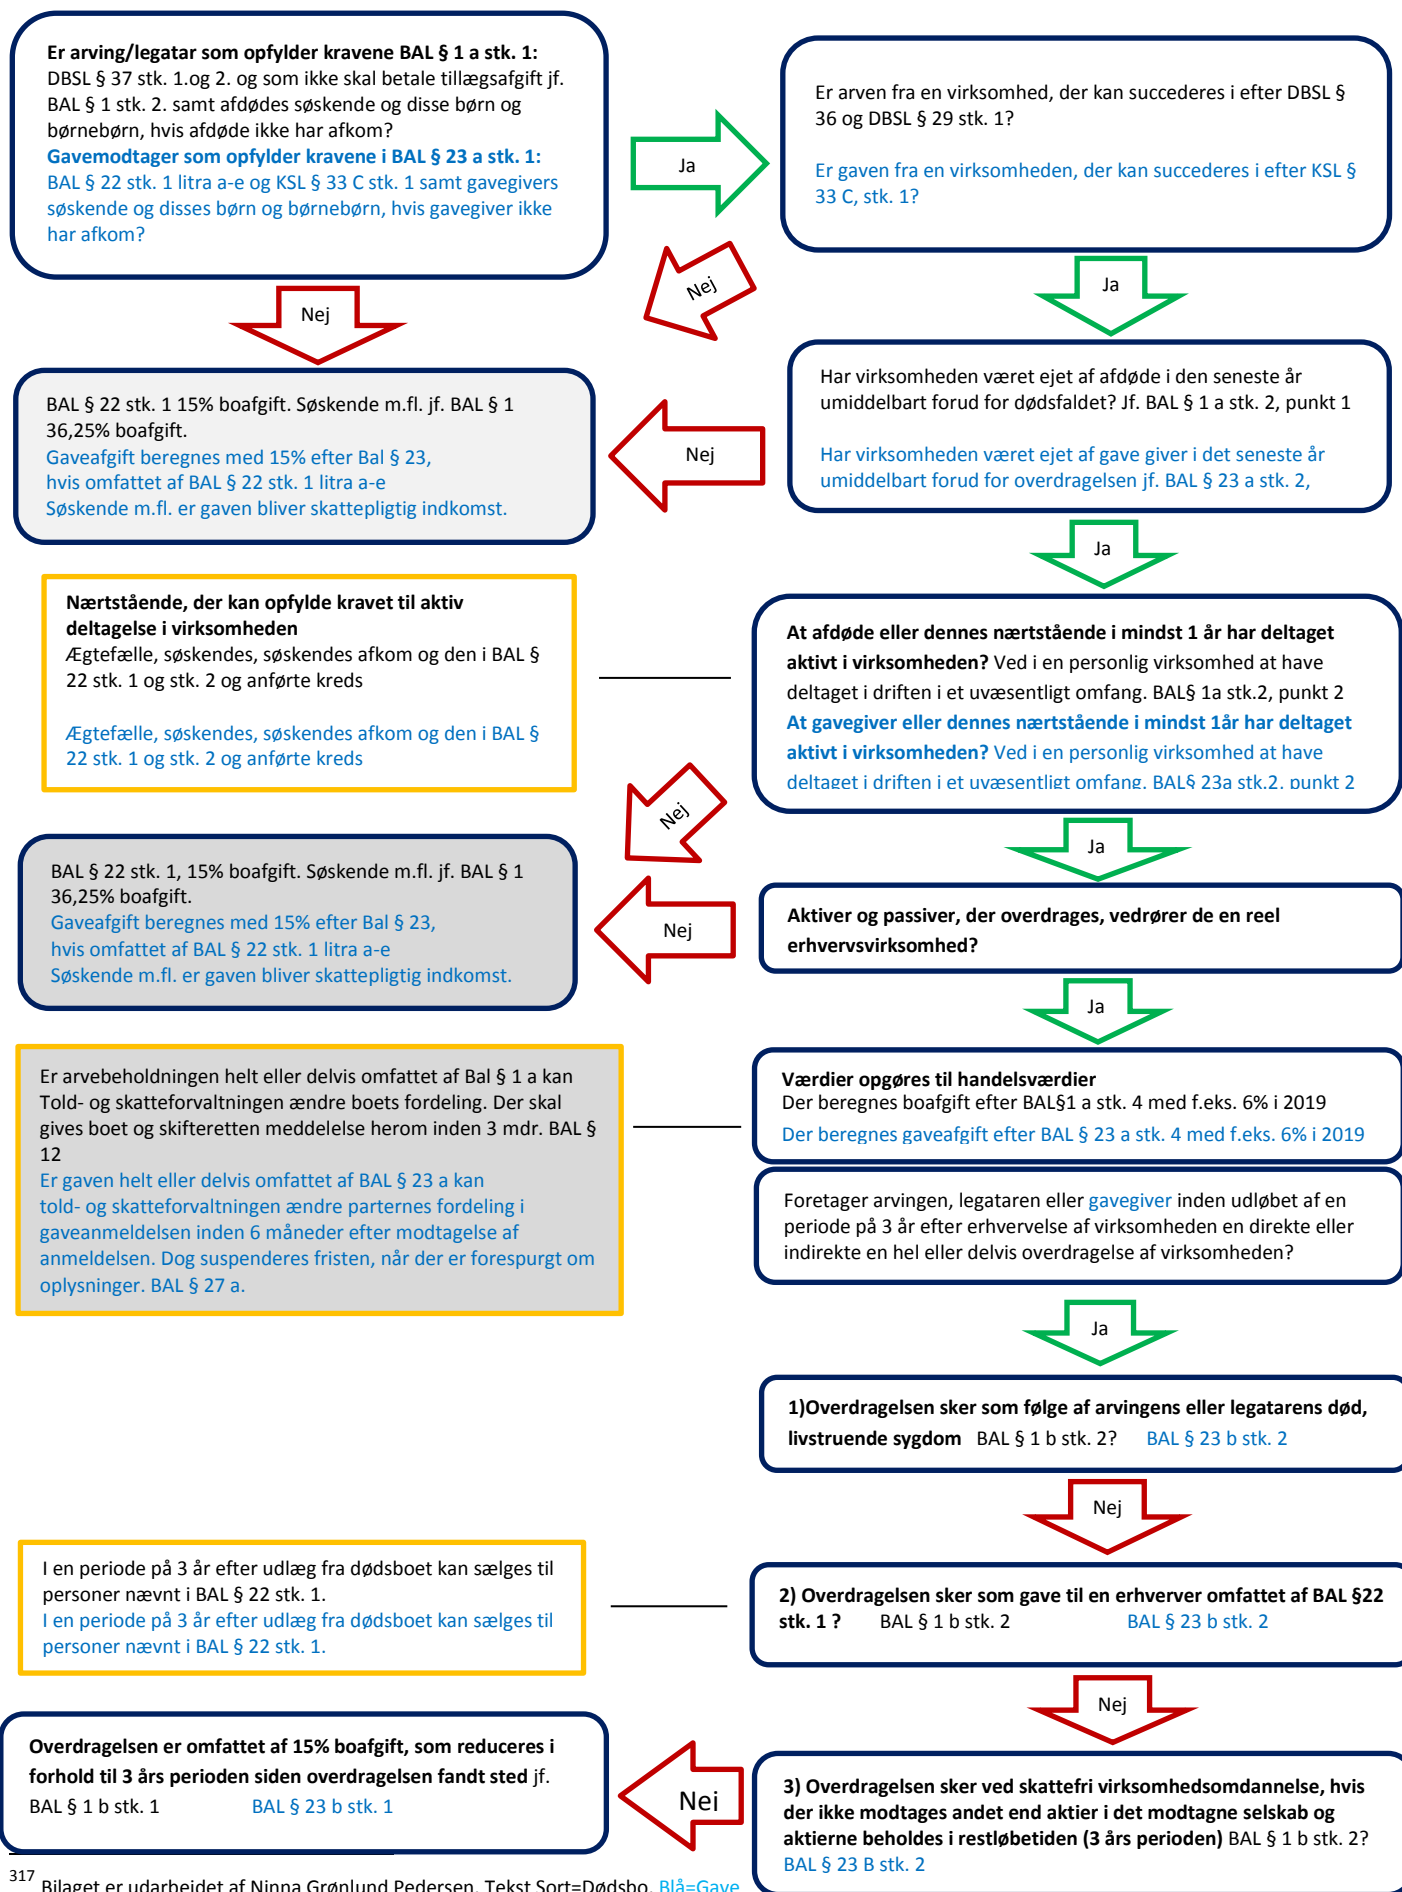 Er arving/legatar som opfylder kravene BAL § 1 a stk. 1:
DBSL § 37 stk. 1.og 2. og som ikke skal betale tillægsafgift jf.
BAL § 1 stk. 2. samt afdødes søskende og disse børn og
børnebørn, hvis afdøde ikke har afkom?
Gavemodtager som opfylder kravene i BAL § 23 a stk. 1:
BAL § 22 stk. 1 litra a-e og KSL § 33 C stk. 1 samt gavegivers
søskende og disses børn og børnebørn, hvis gavegiver ikke
har afkom?
Ja
Er arven fra en virksomhed, der kan succederes i efter DBSL §
36 og DBSL § 29 stk. 1?
Er gaven fra en virksomheden, der kan succederes i efter KSL §
33 C, stk. 1?
Nej
Nej
Ja
BAL § 22 stk. 1 15% boafgift. Søskende m.fl. jf. BAL § 1
36,25% boafgift.
Gaveafgift beregnes med 15% efter Bal § 23,
hvis omfattet af BAL § 22 stk. 1 litra a-e
Søskende m.fl. er gaven bliver skattepligtig indkomst.
Nej
Har virksomheden været ejet af afdøde i den seneste år
umiddelbart forud for dødsfaldet? Jf. BAL § 1 a stk. 2, punkt 1
Har virksomheden været ejet af gave giver i det seneste år
umiddelbart forud for overdragelsen jf. BAL § 23 a stk. 2,
Ja
Nærtstående, der kan opfylde kravet til aktiv
deltagelse i virksomheden
Ægtefælle, søskendes, søskendes afkom og den i BAL §
22 stk. 1 og stk. 2 og anførte kreds
Ægtefælle, søskendes, søskendes afkom og den i BAL §
22 stk. 1 og stk. 2 og anførte kreds
At afdøde eller dennes nærtstående i mindst 1 år har deltaget
aktivt i virksomheden? Ved i en personlig virksomhed at have
deltaget i driften i et uvæsentligt omfang. BAL§ 1a stk.2, punkt 2
At gavegiver eller dennes nærtstående i mindst 1år har deltaget
aktivt i virksomheden? Ved i en personlig virksomhed at have
deltaget i driften i et uvæsentligt omfang. BAL§ 23a stk.2. punkt 2
Nej
Ja
BAL § 22 stk. 1, 15% boafgift. Søskende m.fl. jf. BAL § 1
36,25% boafgift.
Gaveafgift beregnes med 15% efter Bal § 23,
hvis omfattet af BAL § 22 stk. 1 litra a-e
Søskende m.fl. er gaven bliver skattepligtig indkomst.
Nej
Aktiver og passiver, der overdrages, vedrører de en reel
erhvervsvirksomhed?
Ja
Er arvebeholdningen helt eller delvis omfattet af Bal § 1 a kan
Told- og skatteforvaltningen ændre boets fordeling. Der skal
gives boet og skifteretten meddelelse herom inden 3 mdr. BAL §
12
Er gaven helt eller delvis omfattet af BAL § 23 a kan
told- og skatteforvaltningen ændre parternes fordeling i
gaveanmeldelsen inden 6 måneder efter modtagelse af
anmeldelsen. Dog suspenderes fristen, når der er forespurgt om
oplysninger. BAL § 27 a.
Værdier opgøres til handelsværdier
Der beregnes boafgift efter BAL§1 a stk. 4 med f.eks. 6% i 2019
Der beregnes gaveafgift efter BAL § 23 a stk. 4 med f.eks. 6% i 2019
Foretager arvingen, legataren eller gavegiver inden udløbet af en
periode på 3 år efter erhvervelse af virksomheden en direkte eller
indirekte en hel eller delvis overdragelse af virksomheden?
Ja
1)Overdragelsen sker som følge af arvingens eller legatarens død,
livstruende sygdom BAL § 1 b stk. 2? BAL § 23 b stk. 2
Nej
I en periode på 3 år efter udlæg fra dødsboet kan sælges til
personer nævnt i BAL § 22 stk. 1.
I en periode på 3 år efter udlæg fra dødsboet kan sælges til
personer nævnt i BAL § 22 stk. 1.
2) Overdragelsen sker som gave til en erhverver omfattet af BAL §22
stk. 1 ? BAL § 1 b stk. 2 BAL § 23 b stk. 2
Nej
Overdragelsen er omfattet af 15% boafgift, som reduceres i
forhold til 3 års perioden siden overdragelsen fandt sted jf.
BAL § 1 b stk. 1 BAL § 23 b stk. 1
Nej
3) Overdragelsen sker ved skattefri virksomhedsomdannelse, hvis
der ikke modtages andet end aktier i det modtagne selskab og
aktierne beholdes i restløbetiden (3 års perioden) BAL § 1 b stk. 2?
BAL § 23 B stk. 2
317 Bilaget er udarbejdet af Ninna Grønlund Pedersen. Tekst Sort=Dødsbo. Blå=Gave